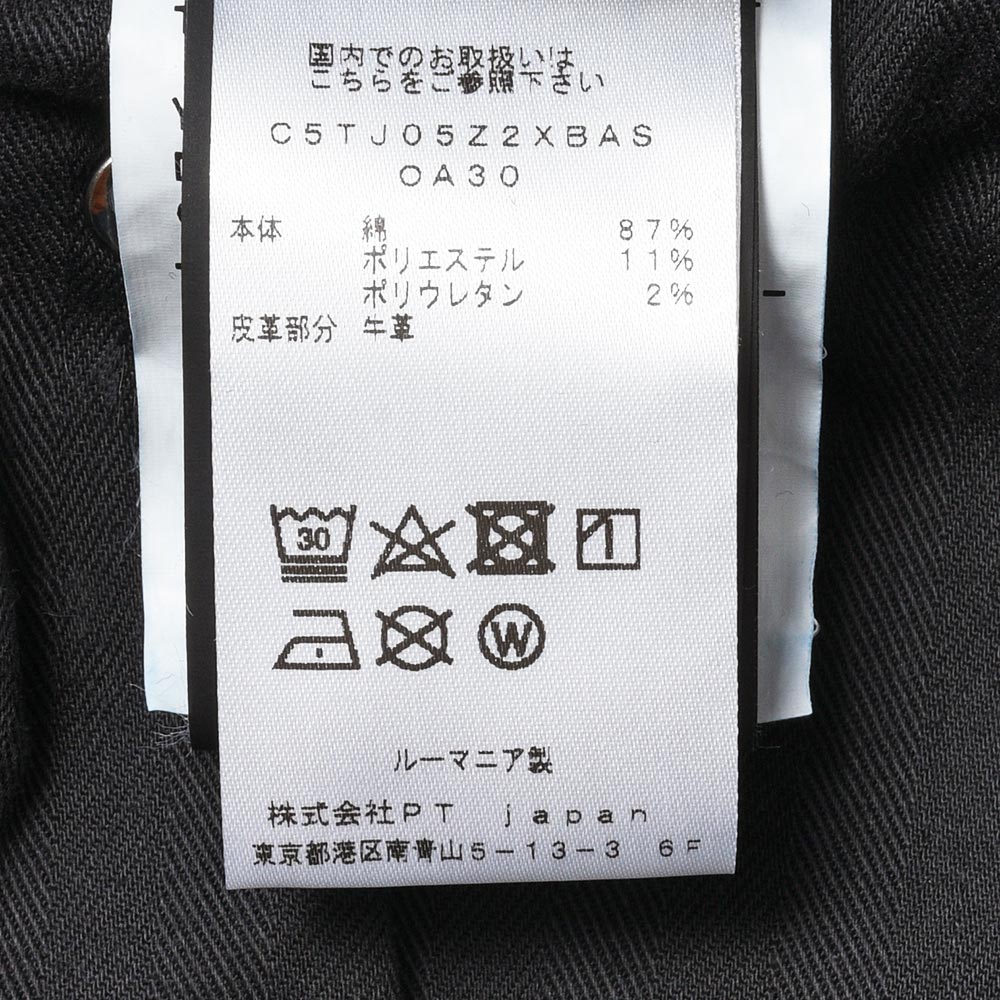 国内でのお取扱いは
こちらをご参照下さい
C5TJ05Z2XBAS
OA30
本体 綿 87%
ポリエステル 11%
ポリウレタン 2%
皮革部分 牛革
30
W
ルーマニア製
株式会社PT japan
東京都港区南青山5-13-3 6F